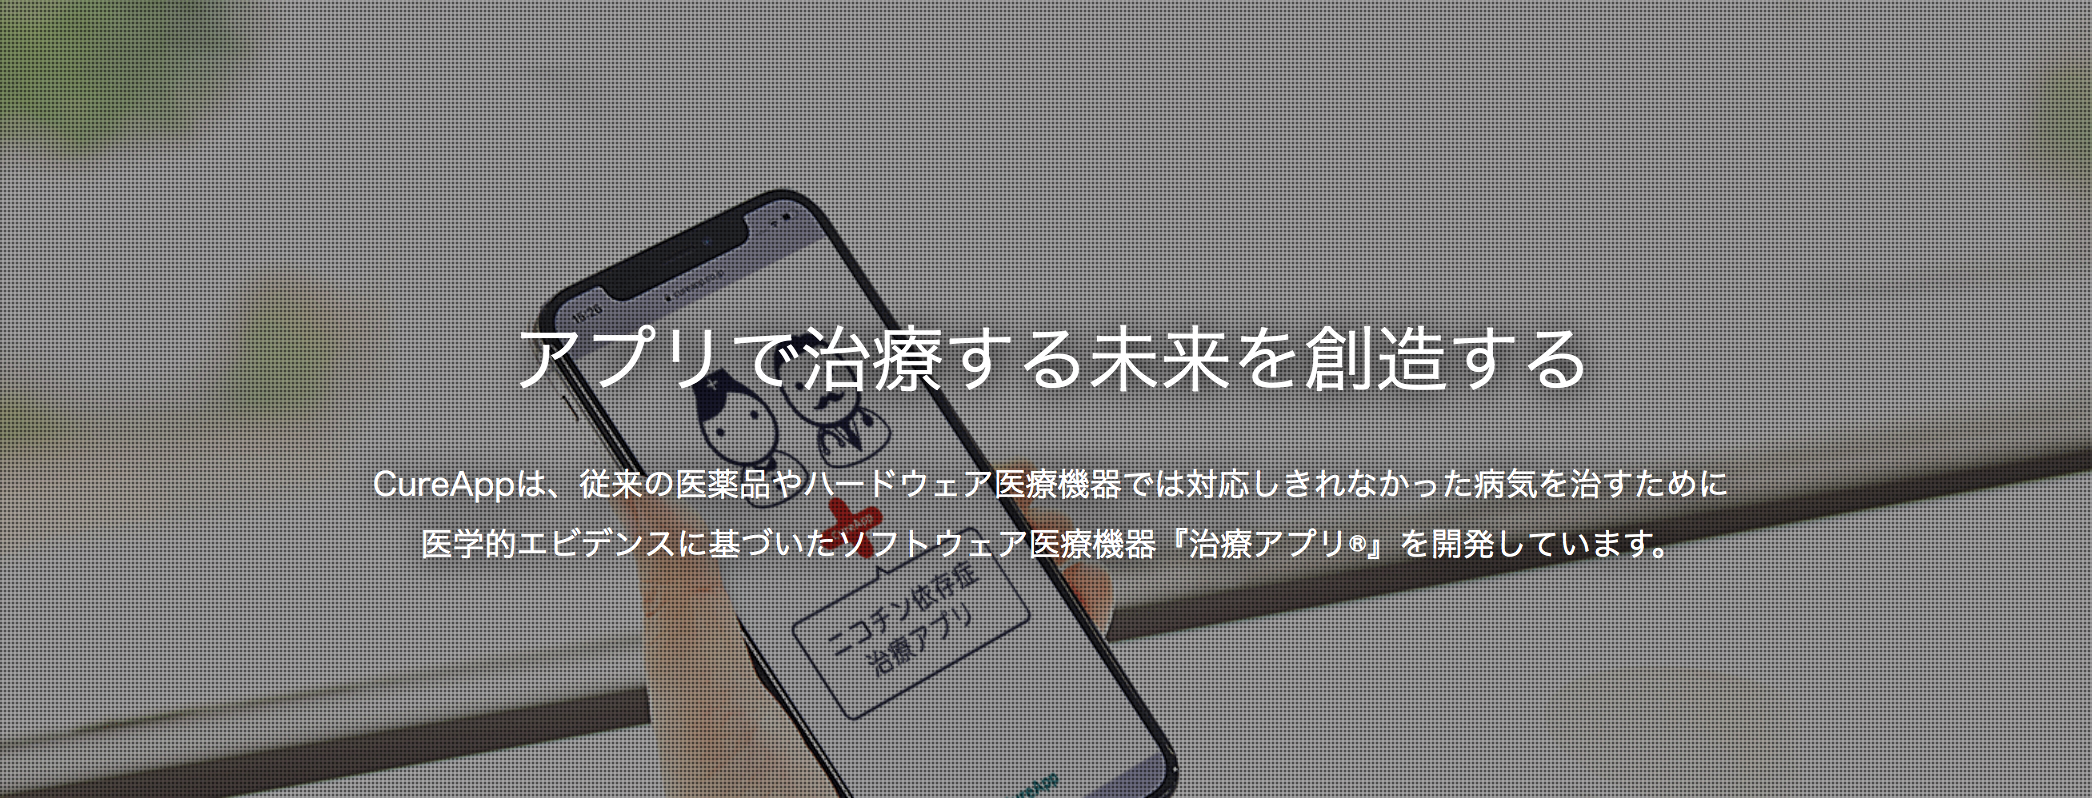 15:26
cureapp.co.jp
アプリで治療する未来を創造する
CureAppは、従来の医薬品やハードウェア医療機器では対応しきれなかった病気を治すために
医学的エビデンスに基づいたソフトウェア医療機器『治療アプリ®』を開発しています。
ニコチン依存症
治療アプリ
CureApp